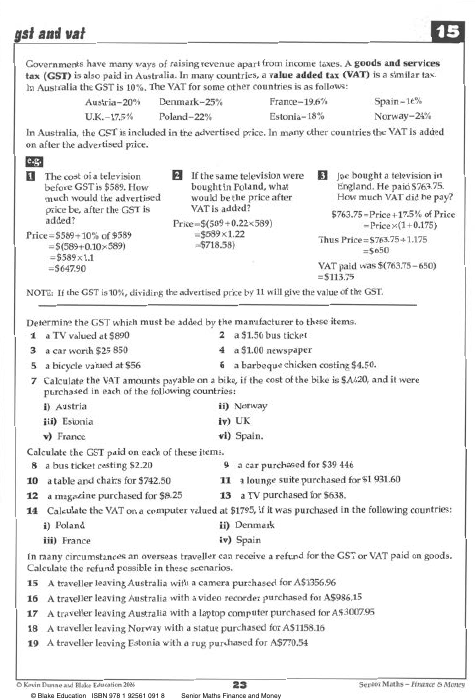 gst and vat
15
Governments have many ways of raising revenue apart from income taxes. A goods and services
tax (GST) is also paid in Australia. In many countries, a value added tax (VAT) is a similar tax.
In Australia the GST is 10%. The VAT for some other countries is as follows:
Austria–20% Denmark–25% France–19.6% Spain–16%
U.K.–17.5% Poland–22% Estonia–18% Norway–24%
In Australia, the GST is included in the advertised price. In many other countries the VAT is added
on after the advertised price.
e.g.
1 The cost of a television
before GST is $589. How
much would the advertised
price be, after the GST is
added?
Price=$589+10% of $589
=$(589+0.10×589)
=$589×1.1
=$647.90
2 If the same television were
bought in Poland, what
would be the price after
VAT is added?
Price=$(589+0.22×589)
=$589×1.22
=$718.58)
3 Joe bought a television in
England. He paid $763.75.
How much VAT did he pay?
$763.75=Price+17.5% of Price
=Price×(1+0.175)
Thus Price=$763.75÷1.175
=$650
VAT paid was $(763.75–650)
=$113.75
NOTE: If the GST is 10%, dividing the advertised price by 11 will give the value of the GST.
Determine the GST which must be added by the manufacturer to these items.
1 a TV valued at $890
2 a $1.50 bus ticket
3 a car worth $25 850
4 a $1.00 newspaper
5 a bicycle valued at $56
6 a barbeque chicken costing $4.50.
7 Calculate the VAT amounts payable on a bike, if the cost of the bike is $A420, and it were
purchased in each of the following countries:
i) Austria
ii) Norway
iii) Estonia
iv) UK
v) France
vi) Spain.
Calculate the GST paid on each of these items.
8 a bus ticket costing $2.20
9 a car purchased for $39 446
10 a table and chairs for $742.50
11 a lounge suite purchased for $1 931.60
12 a magazine purchased for $8.25
13 a TV purchased for $638.
14 Calculate the VAT on a computer valued at $1795, if it was purchased in the following countries:
i) Poland
ii) Denmark
iii) France
iv) Spain
In many circumstances an overseas traveller can receive a refund for the GST or VAT paid on goods.
Calculate the refund possible in these scenarios.
15 A traveller leaving Australia with a camera purchased for A$1356.96
16 A traveller leaving Australia with a video recorder purchased for A$986.15
17 A traveller leaving Australia with a laptop computer purchased for A$3007.95
18 A traveller leaving Norway with a statue purchased for A$1158.16
19 A traveller leaving Estonia with a rug purchased for A$770.54
© Kevin Dunne and Blake Education 2006
23
Senior Maths – Finance & Money
© Blake Education ISBN 978 1 92561 091 8 Senior Maths Finance and Money